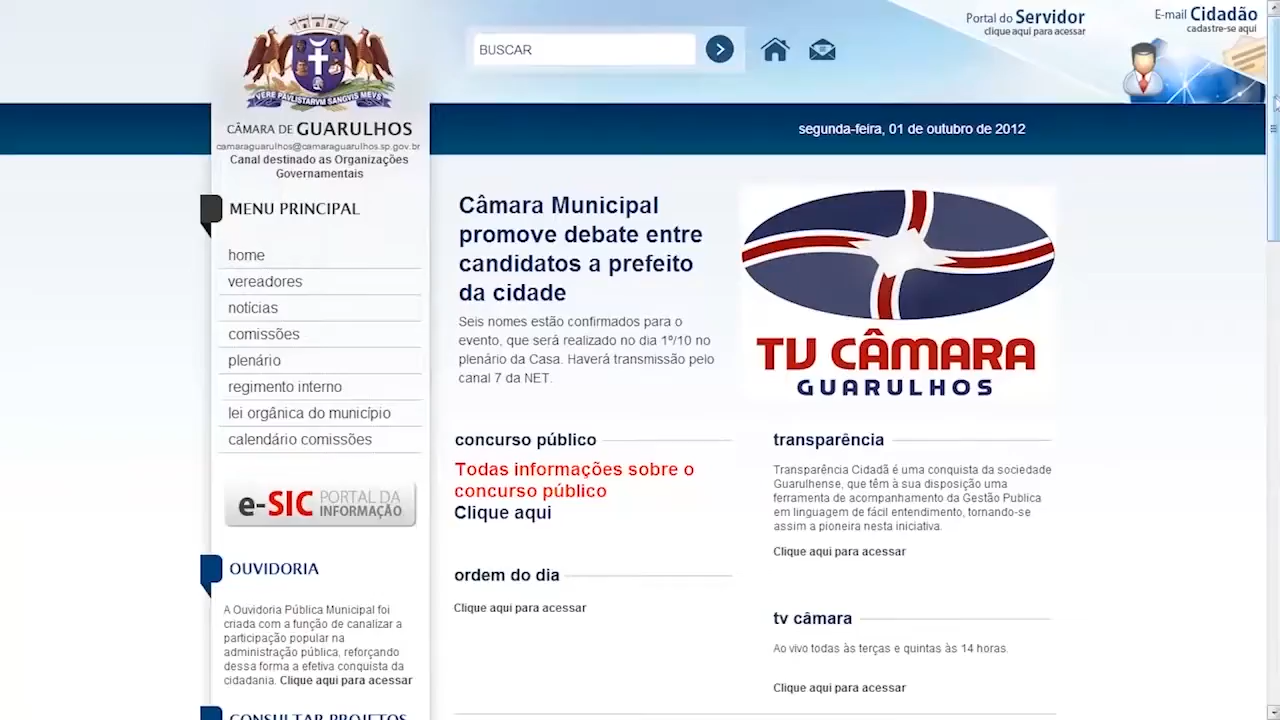 Portal do Servidor
clique aqui para acessar
E-mail Cidadão
cadastre-se aqui
BUSCAR
VERE PAVLISTARVM SANGVIS MEVS
CÂMARA DE GUARULHOS
camaraguarulhos@camaraguarulhos.sp.gov.br
Canal destinado as Organizações
Governamentais
segunda-feira, 01 de outubro de 2012
MENU PRINCIPAL
home
vereadores
notícias
comissões
plenário
regimento interno
lei orgânica do município
calendário comissões
e-SIC PORTAL DA
INFORMAÇÃO
OUVIDORIA
A Ouvidoria Pública Municipal foi
criada com a função de canalizar a
participação popular na
administração pública, reforçando
dessa forma a efetiva conquista da
cidadania. Clique aqui para acessar
CONSULTAR PROJETOS
Câmara Municipal
promove debate entre
candidatos a prefeito
da cidade
Seis nomes estão confirmados para o
evento, que será realizado no dia 1º/10 no
plenário da Casa. Haverá transmissão pelo
canal 7 da NET.
TV CÂMARA
GUARULHOS
concurso público
Todas informações sobre o
concurso público
Clique aqui
ordem do dia
Clique aqui para acessar
transparência
Transparência Cidadã é uma conquista da sociedade
Guarulhense, que têm à sua disposição uma
ferramenta de acompanhamento da Gestão Publica
em linguagem de fácil entendimento, tornando-se
assim a pioneira nesta iniciativa.
Clique aqui para acessar
tv câmara
Ao vivo todas às terças e quintas às 14 horas.
Clique aqui para acessar